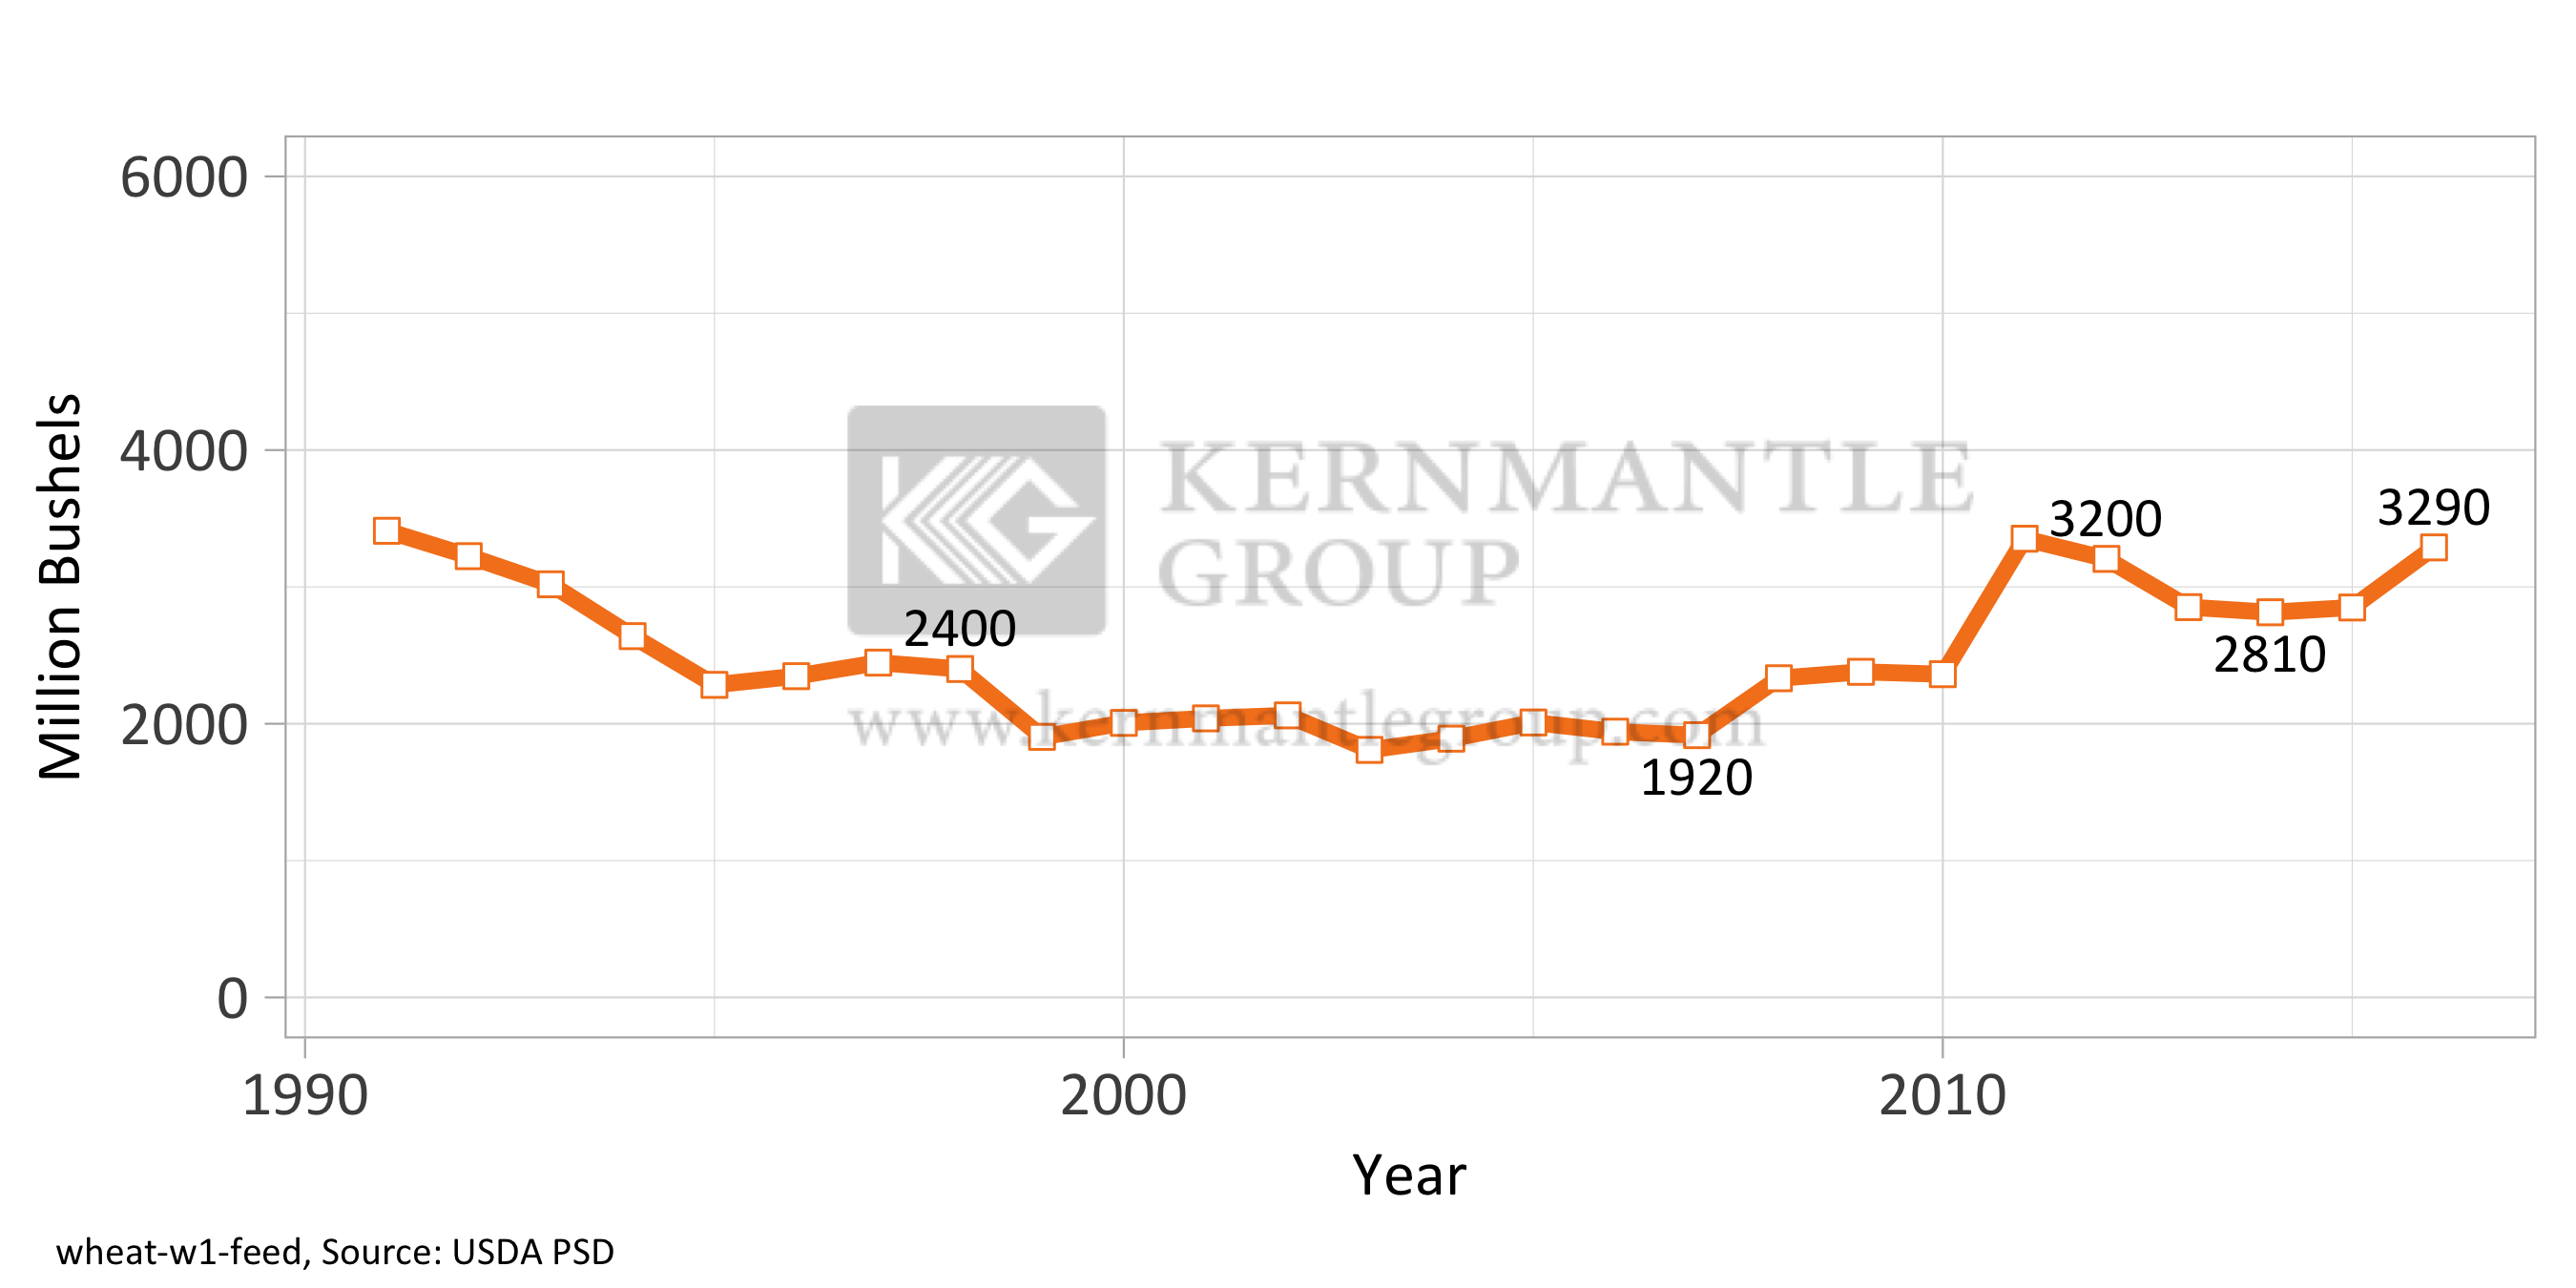 6000
4000
2000
0
Million Bushels
KG
KERNMANTLE
GROUP
www.kernmantlegroup.com
2400
1920
3200
2810
3290
1990
2000
2010
Year
wheat-w1-feed, Source: USDA PSD